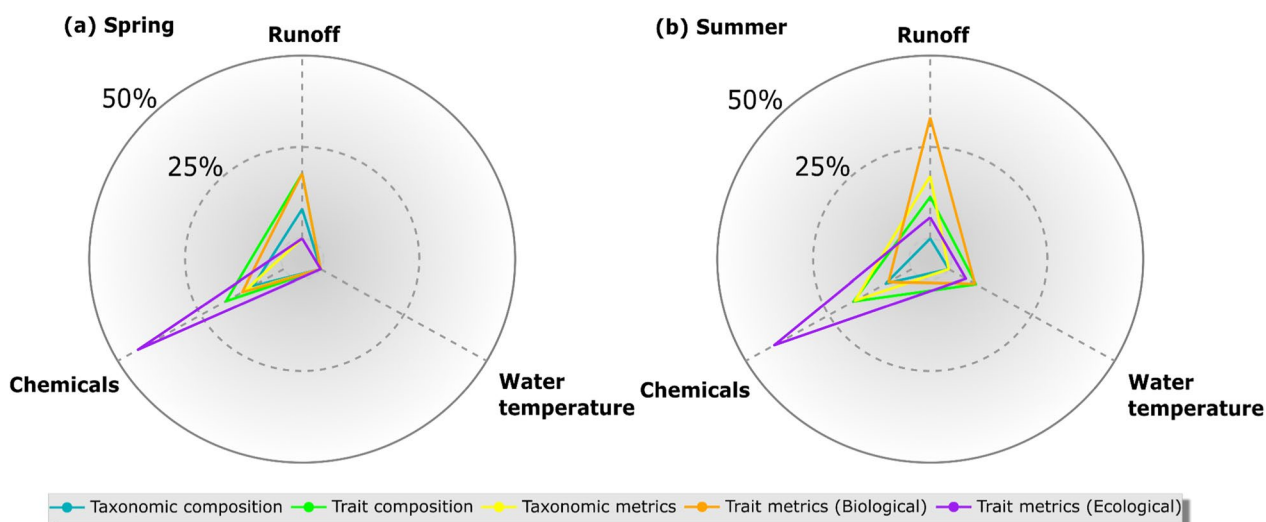 (a) Spring
Runoff
50%
25%
Chemicals
Water
temperature
(b) Summer
Runoff
50%
25%
Chemicals
Water
temperature
Taxonomic composition Trait composition Taxonomic metrics Trait metrics (Biological) Trait metrics (Ecological)